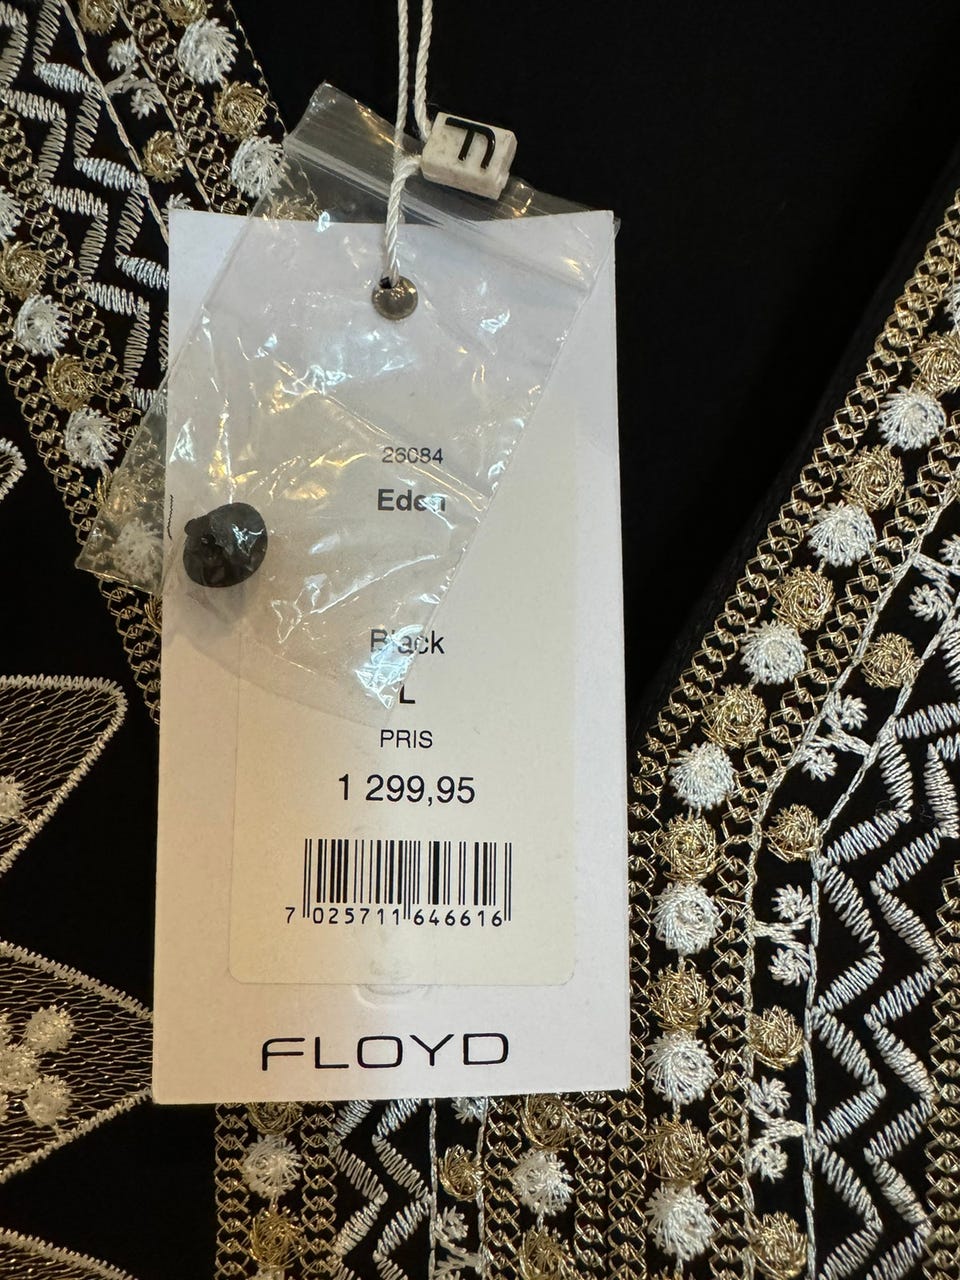 F
26084
Eden
Black
L
PRIS
1 299,95
7 025711 646616
FLOYD